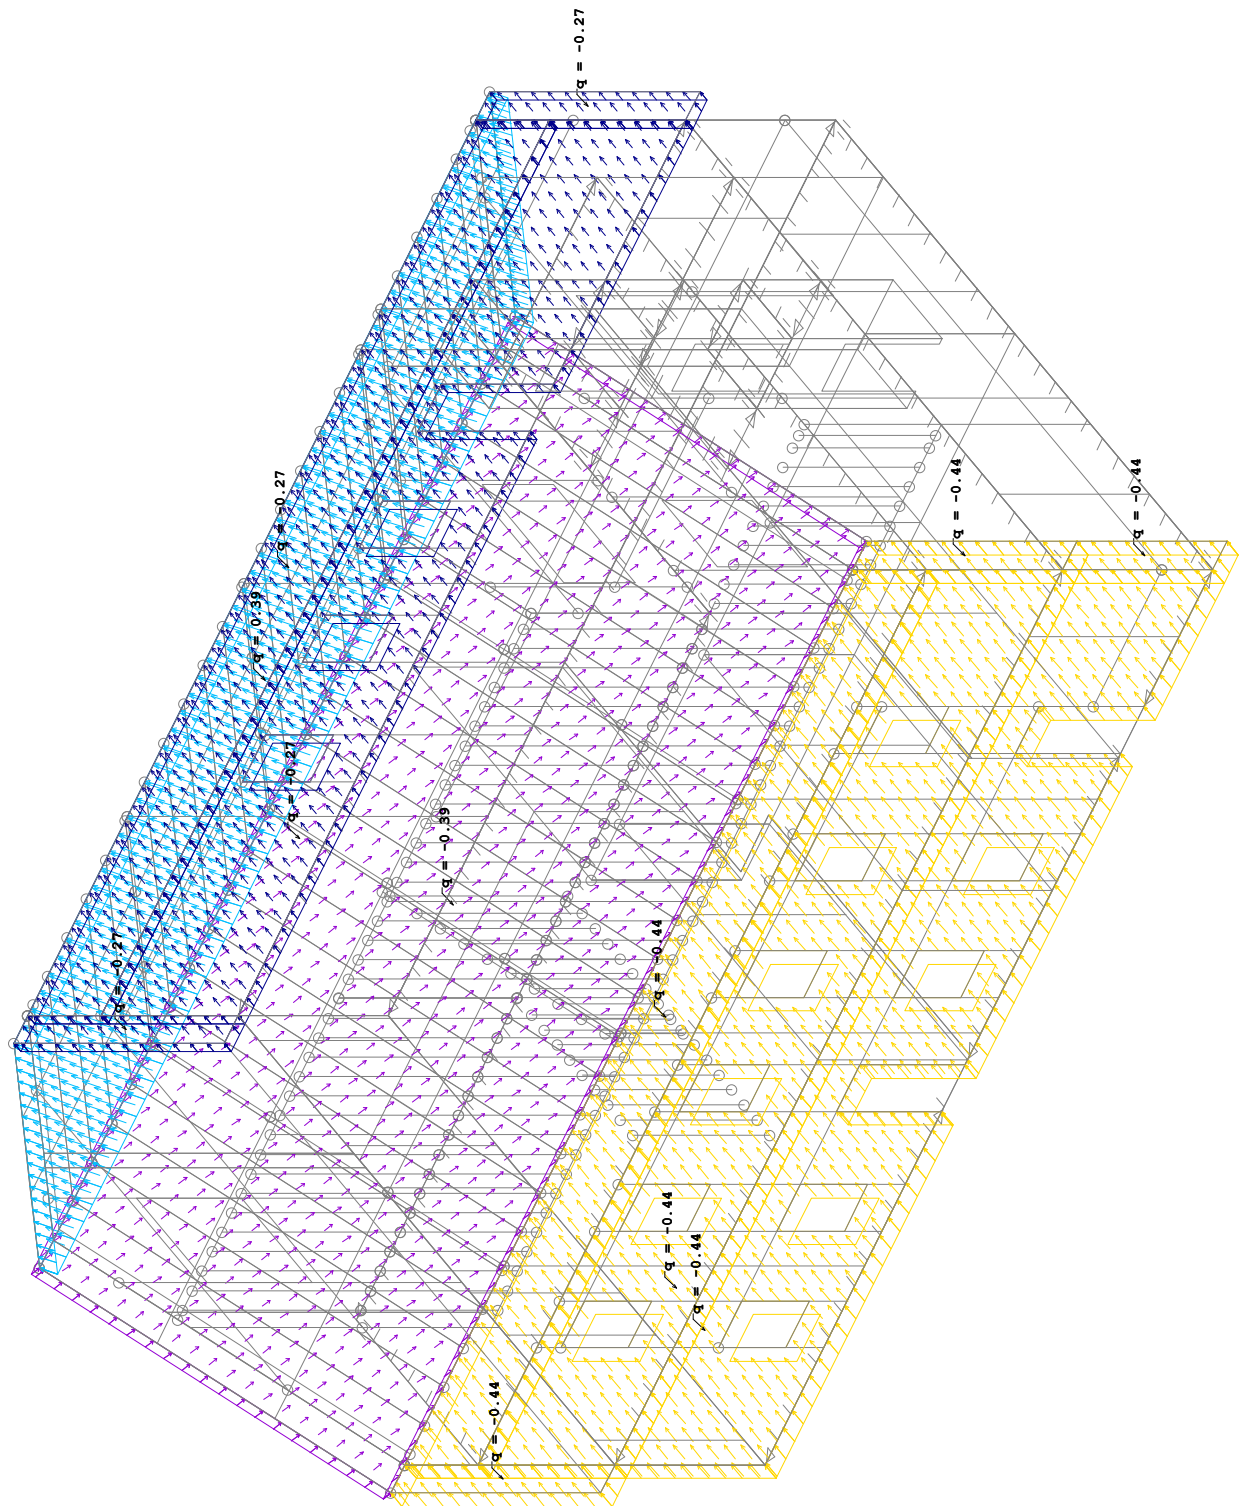 q = -0.27
q = -0.27
q = 0.39
q = -0.27
q = -0.39
q = -0.27
q = -0.44
q = -0.44
q = -0.44
q = -0.44
q = -0.44
q = -0.44